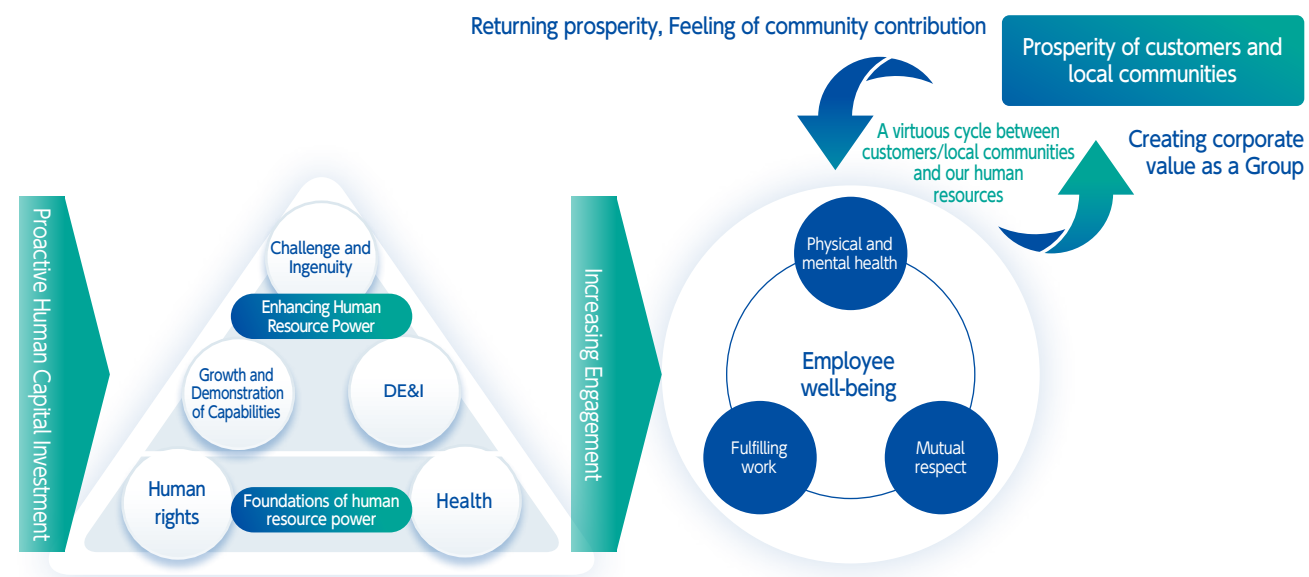 Returning prosperity, Feeling of community contribution
Prosperity of customers and
local communities
A virtuous cycle between
customers/local communities
and our human
resources
Creating corporate
value as a Group
Proactive Human Capital Investment
Challenge and
Ingenuity
Enhancing Human
Resource Power
Growth and
Demonstration
of Capabilities
DE&I
Human
rights
Foundations of human
resource power
Health
Increasing Engagement
Physical and
mental health
Employee
well-being
Fulfilling
work
Mutual
respect